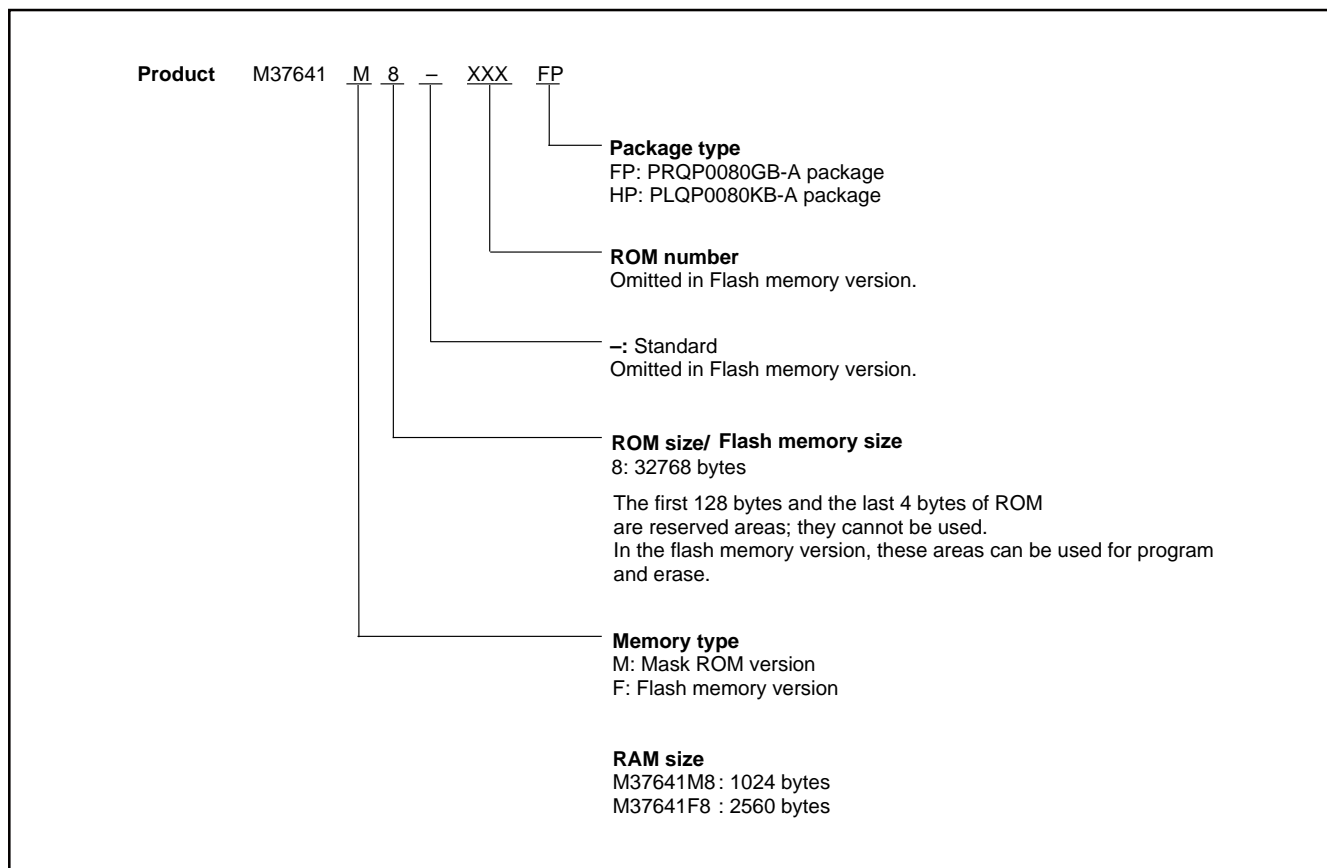 Product M37641 M 8 – XXX FP
Package type
FP: PRQP0080GB-A package
HP: PLQP0080KB-A package
ROM number
Omitted in Flash memory version.
–: Standard
Omitted in Flash memory version.
ROM size/ Flash memory size
8: 32768 bytes
The first 128 bytes and the last 4 bytes of ROM
are reserved areas; they cannot be used.
In the flash memory version, these areas can be used for program
and erase.
Memory type
M: Mask ROM version
F: Flash memory version
RAM size
M37641M8 : 1024 bytes
M37641F8 : 2560 bytes